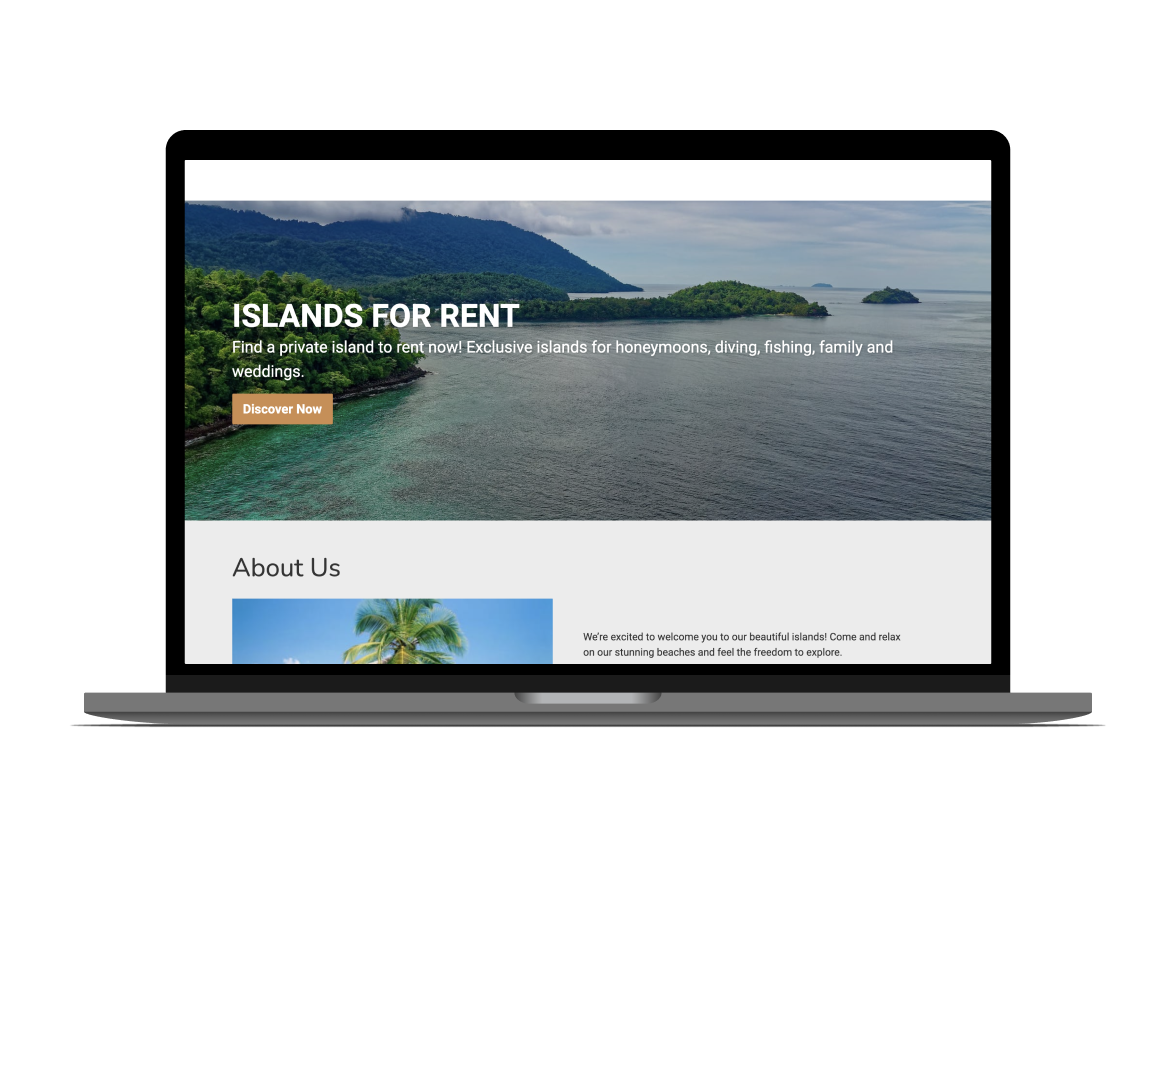 ISLANDS FOR RENT
Find a private island to rent now! Exclusive islands for honeymoons, diving, fishing, family and
weddings.
Discover Now
About Us
We're excited to welcome you to our beautiful islands! Come and relax
on our stunning beaches and feel the freedom to explore.